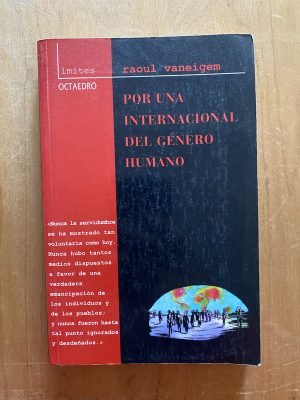 límites
raoul vaneigem
OCTAEDRO
POR UNA
INTERNACIONAL
DEL GÉNERO
HUMANO
«Nunca la servidumbre
se ha mostrado tan
voluntaria como hoy.
Nunca hubo tantos
medios dispuestos
a favor de una
verdadera
emancipación de
los individuos y
de los pueblos;
y nunca fueron hasta
tal punto ignorados
y desdeñados.»